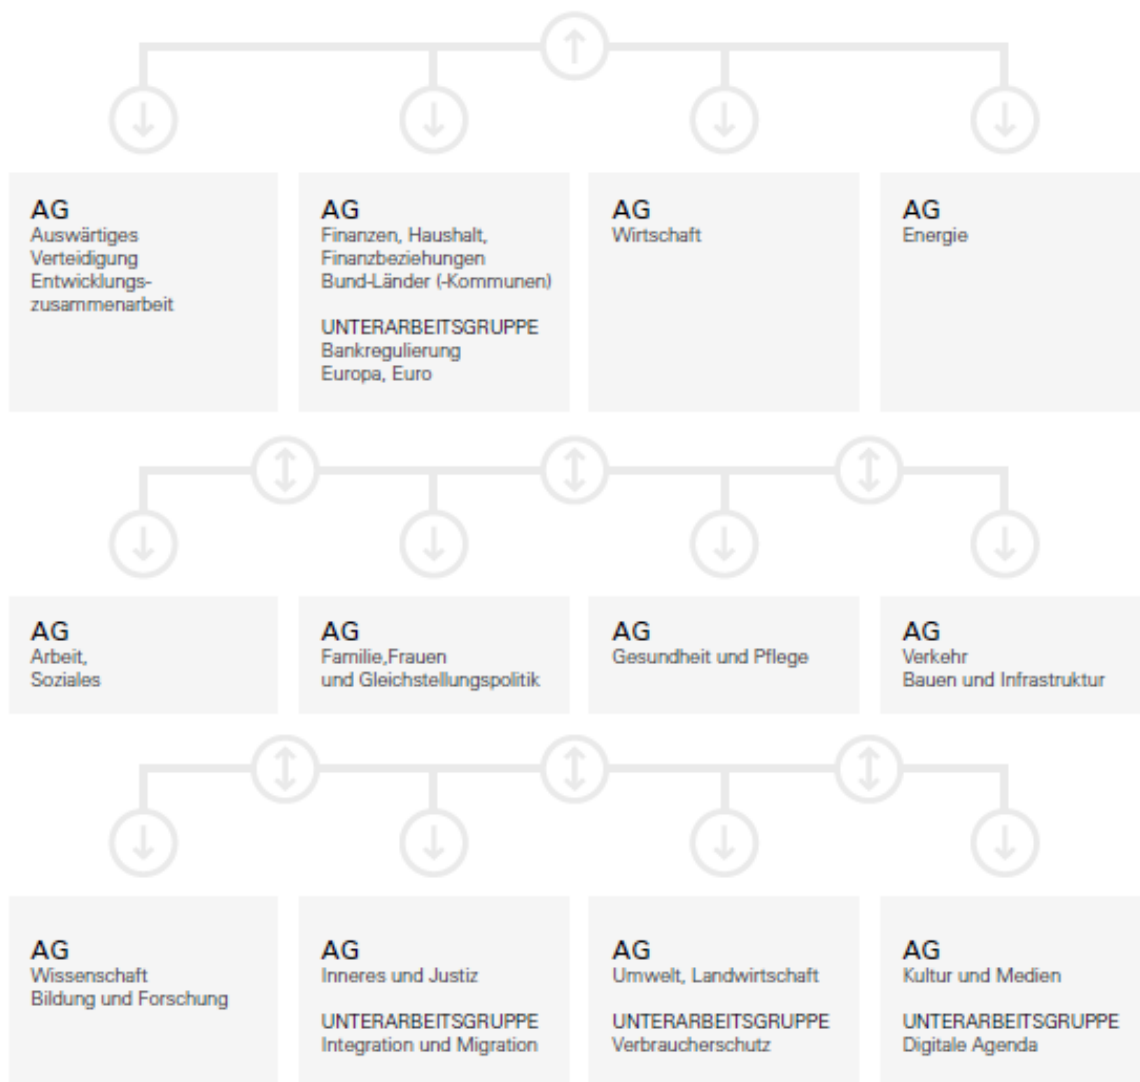 AG
Auswärtiges
Verteidigung
Entwicklungs-
zusammenarbeit
AG
Finanzen, Haushalt,
Finanzbeziehungen
Bund-Länder (-Kommunen)
UNTERARBEITSGRUPPE
Bankregulierung
Europa, Euro
AG
Wirtschaft
AG
Energie
AG
Arbeit,
Soziales
AG
Familie,Frauen
und Gleichstellungspolitik
AG
Gesundheit und Pflege
AG
Verkehr
Bauen und Infrastruktur
AG
Wissenschaft
Bildung und Forschung
AG
Inneres und Justiz
UNTERARBEITSGRUPPE
Integration und Migration
AG
Umwelt, Landwirtschaft
UNTERARBEITSGRUPPE
Verbraucherschutz
AG
Kultur und Medien
UNTERARBEITSGRUPPE
Digitale Agenda